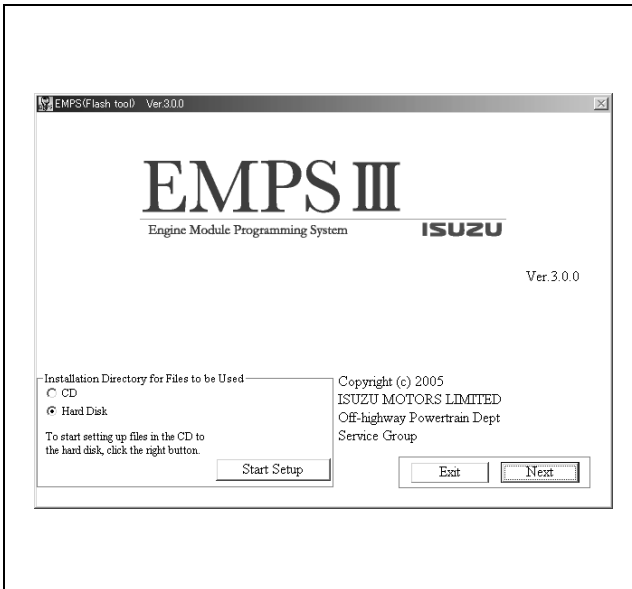 EMPS(Flash tool) Ver.3.0.0
EMPS III
Engine Module Programming System
ISUZU
Ver.3.0.0
Installation Directory for Files to be Used
CD
Hard Disk
To start setting up files in the CD to
the hard disk, click the right button.
Start Setup
Copyright (c) 2005
ISUZU MOTORS LIMITED
Off-highway Powertrain Dept
Service Group
Exit
Next